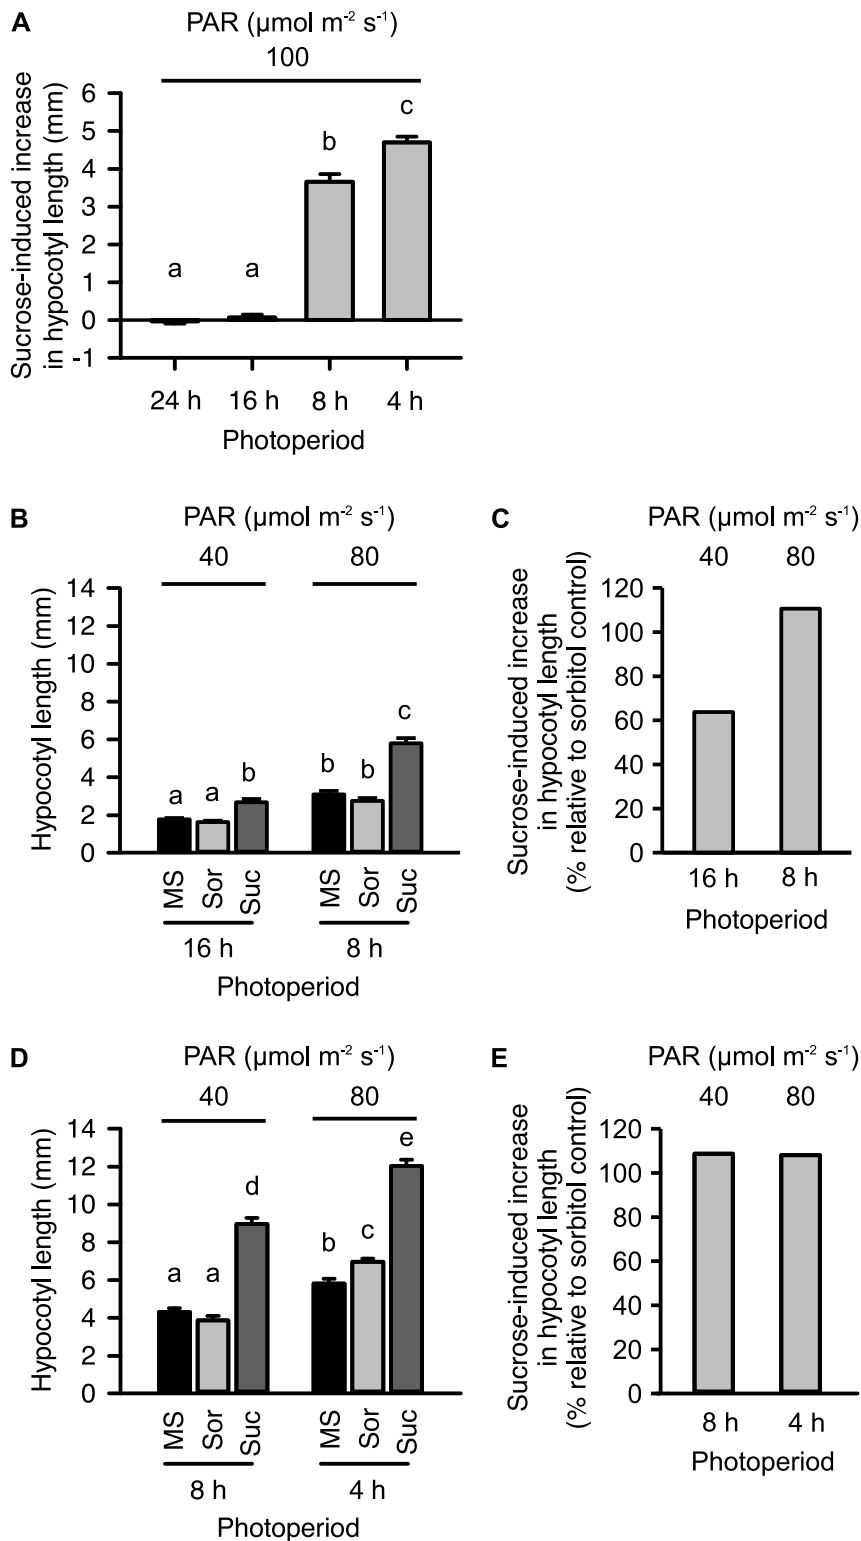 A
PAR (µmol m-2 s-1)
100
Sucrose-induced increase
in hypocotyl length (mm)
6
5
4
3
2
1
0
-1
a
a
b
c
24 h 16 h 8 h 4 h
Photoperiod
B
PAR (µmol m-2 s-1)
40 80
Hypocotyl length (mm)
14
12
10
8
6
4
2
0
a a b b b c
MS Sor Suc MS Sor Suc
16 h 8 h
Photoperiod
C
PAR (µmol m-2 s-1)
40 80
Sucrose-induced increase
in hypocotyl length
(% relative to sorbitol control)
120
100
80
60
40
20
0
16 h 8 h
Photoperiod
D
PAR (µmol m-2 s-1)
40 80
Hypocotyl length (mm)
14
12
10
8
6
4
2
0
a a d b c e
MS Sor Suc MS Sor Suc
8 h 4 h
Photoperiod
E
PAR (µmol m-2 s-1)
40 80
Sucrose-induced increase
in hypocotyl length
(% relative to sorbitol control)
120
100
80
60
40
20
0
8 h 4 h
Photoperiod